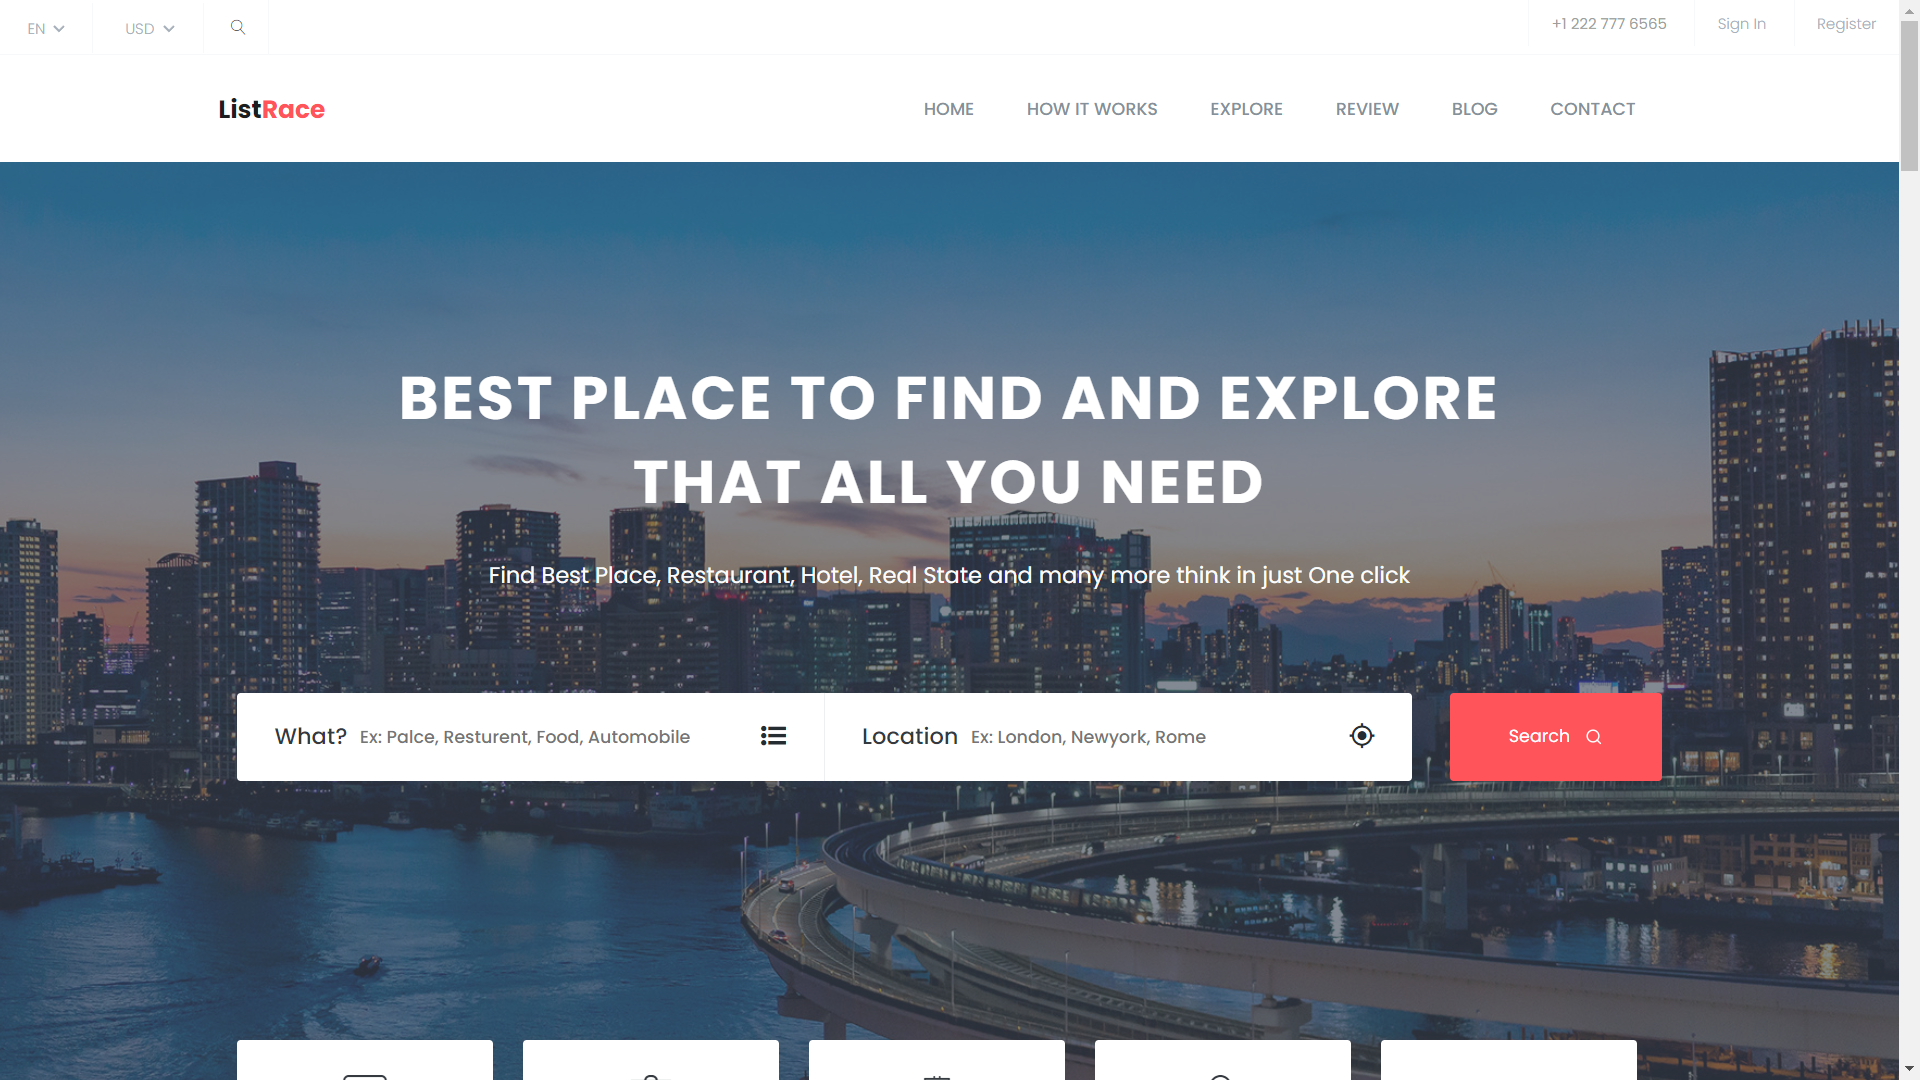 EN
USD
+1 222 777 6565
Sign In
Register
ListRace
HOME
HOW IT WORKS
EXPLORE
REVIEW
BLOG
CONTACT
BEST PLACE TO FIND AND EXPLORE
THAT ALL YOU NEED
Find Best Place, Restaurant, Hotel, Real State and many more think in just One click
What? Ex: Palce, Resturent, Food, Automobile
Location Ex: London, Newyork, Rome
Search